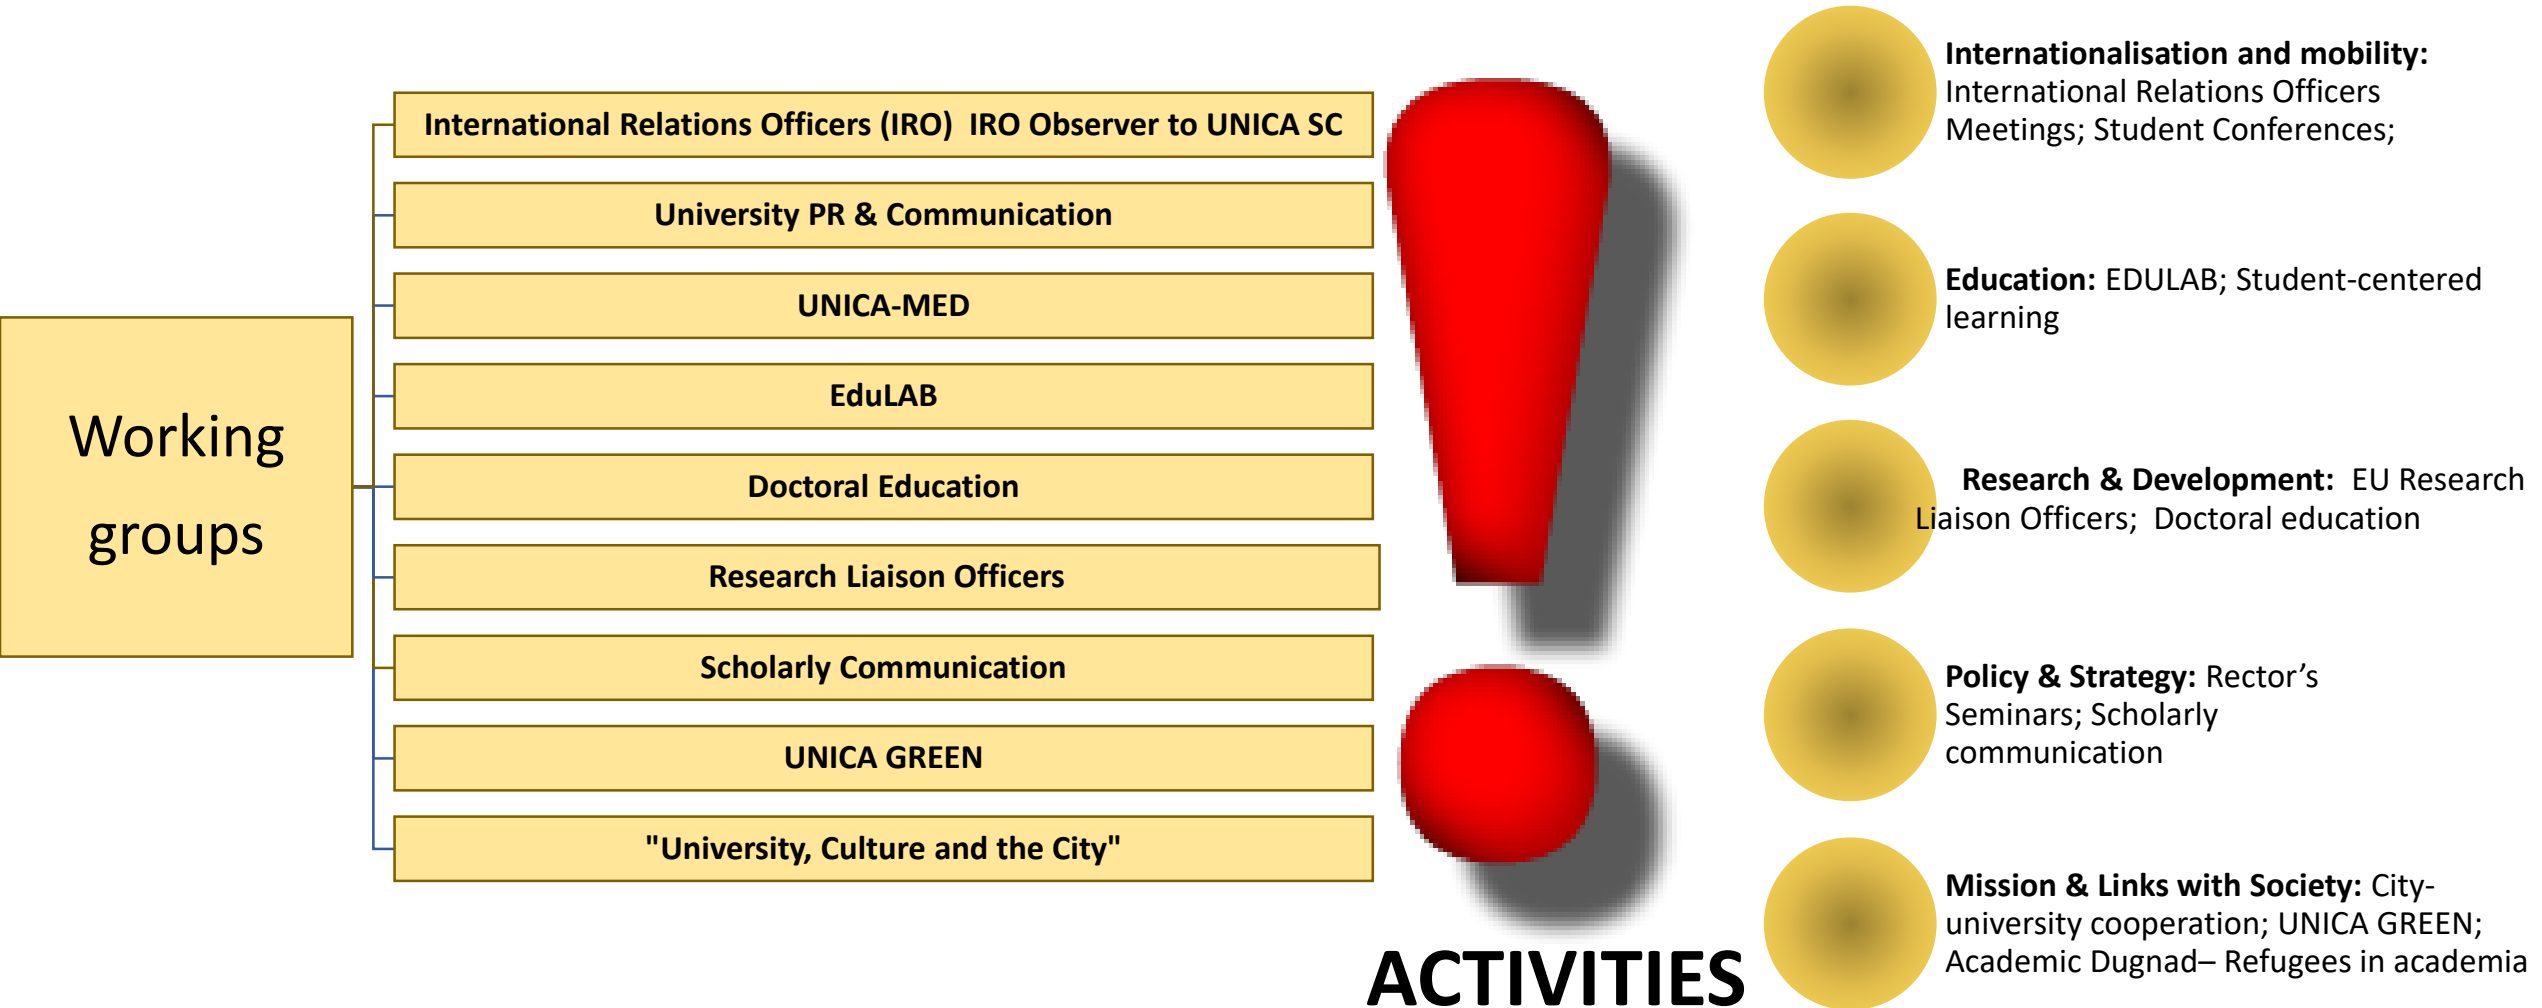 Working
groups
International Relations Officers (IRO)  IRO Observer to UNICA SC
University PR & Communication
UNICA-MED
EduLAB
Doctoral Education
Research Liaison Officers
Scholarly Communication
UNICA GREEN
"University, Culture and the City"
ACTIVITIES
Internationalisation and mobility:
International Relations Officers
Meetings; Student Conferences;
Education: EDULAB; Student-centered
learning
Research & Development:  EU Research
Liaison Officers;  Doctoral education
Policy & Strategy: Rector’s
Seminars; Scholarly
communication
Mission & Links with Society: City-
university cooperation; UNICA GREEN;
Academic Dugnad– Refugees in academia